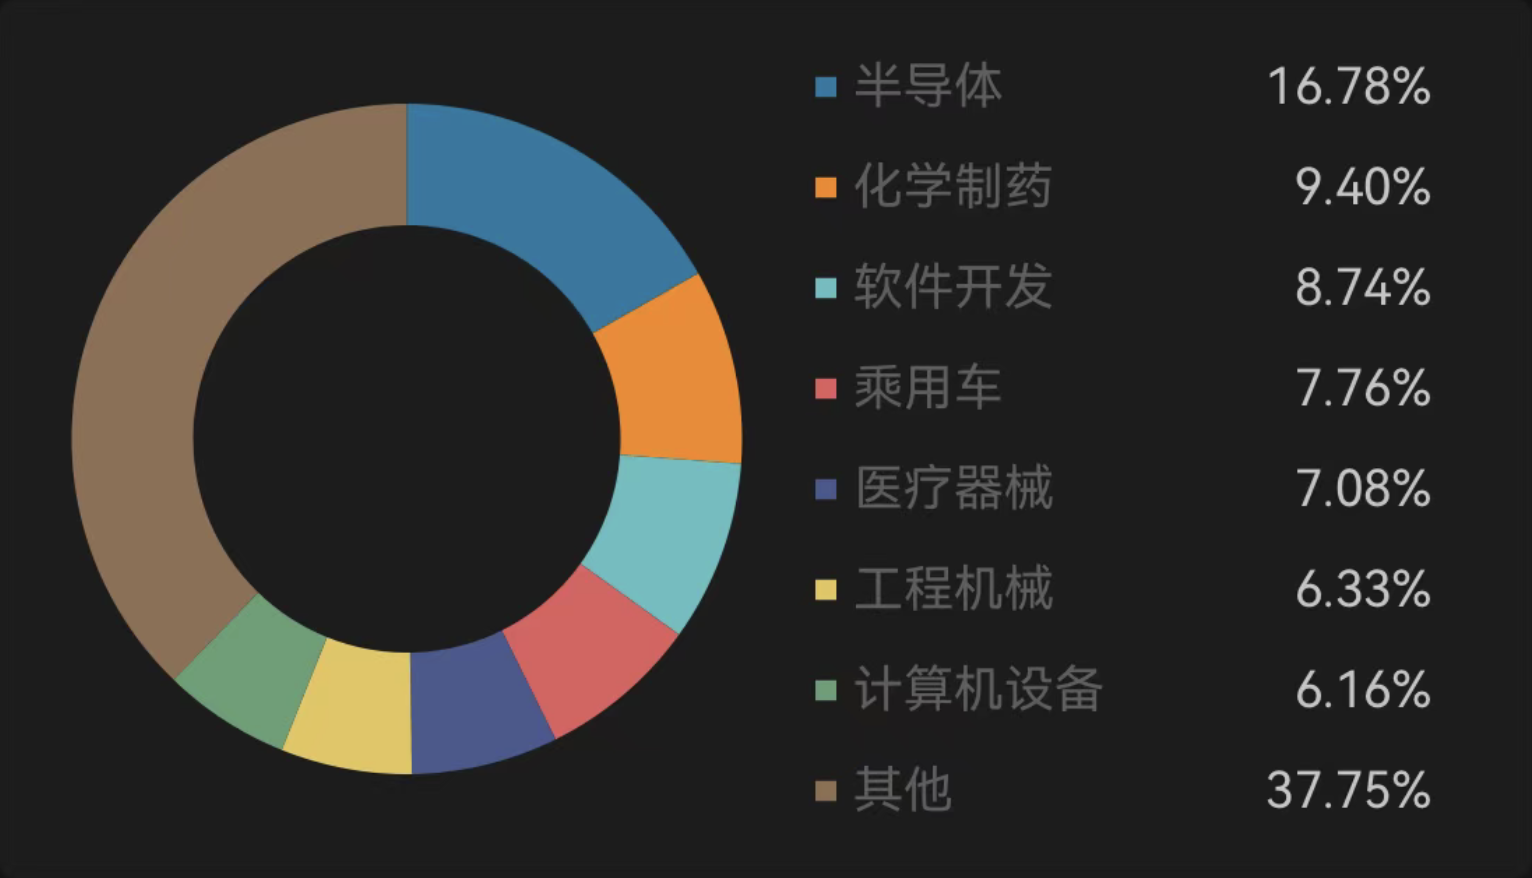 半导体 16.78%
化学制药 9.40%
软件开发 8.74%
乘用车 7.76%
医疗器械 7.08%
工程机械 6.33%
计算机设备 6.16%
其他 37.75%